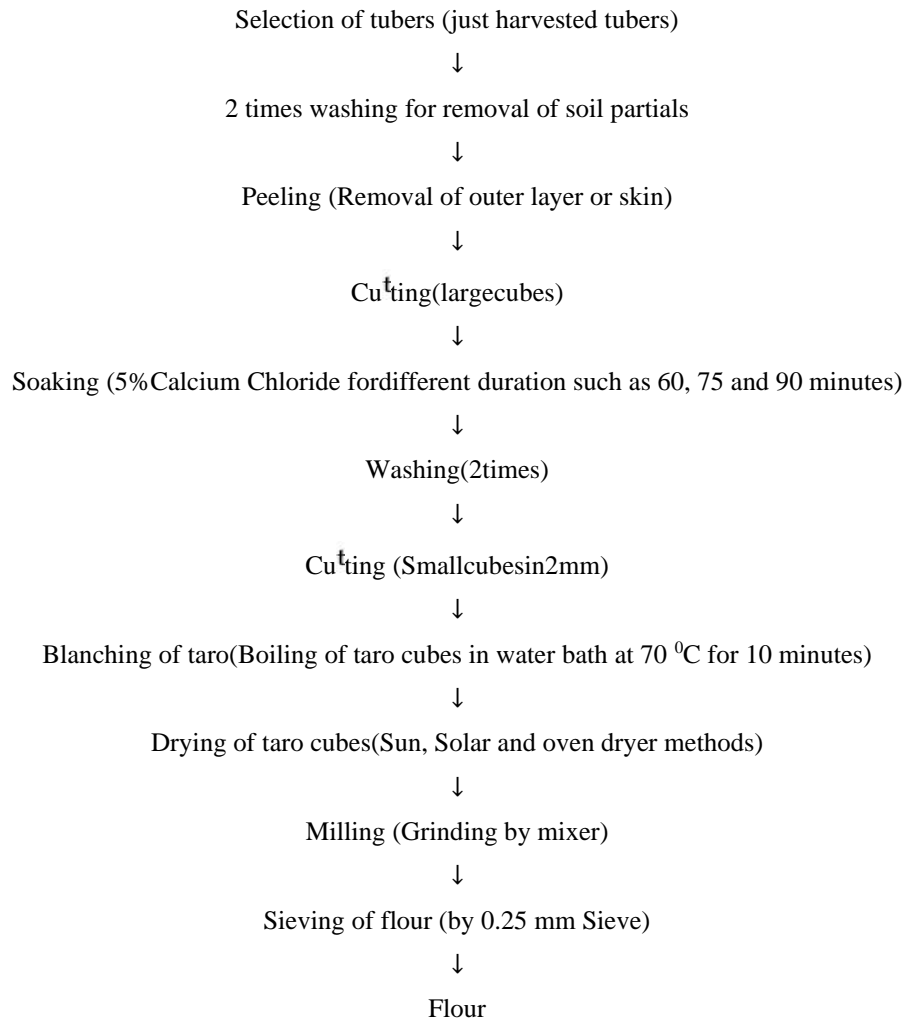 Selection of tubers (just harvested tubers)
↓
2 times washing for removal of soil partials
↓
Peeling (Removal of outer layer or skin)
↓
Cutting(largecubes)
↓
Soaking (5%Calcium Chloride fordifferent duration such as 60, 75 and 90 minutes)
↓
Washing(2times)
↓
Cutting (Smallcubesin2mm)
↓
Blanching of taro(Boiling of taro cubes in water bath at 70 ⁰C for 10 minutes)
↓
Drying of taro cubes(Sun, Solar and oven dryer methods)
↓
Milling (Grinding by mixer)
↓
Sieving of flour (by 0.25 mm Sieve)
↓
Flour